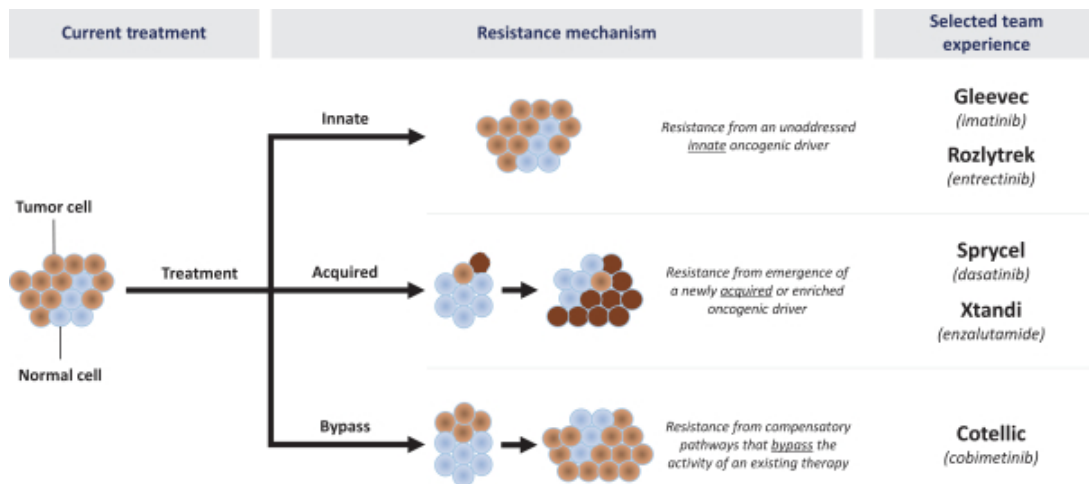 Current treatment
Resistance mechanism
Selected team
experience
Innate
Resistance from an unaddressed
innate oncogenic driver
Gleevec
(imatinib)
Rozlytrek
(entrectinib)
Tumor cell
Normal cell
Treatment
Acquired
Resistance from emergence of
a newly acquired or enriched
oncogenic driver
Sprycel
(dasatinib)
Xtandi
(enzalutamide)
Bypass
Resistance from compensatory
pathways that bypass the
activity of an existing therapy
Cotellic
(cobimetinib)